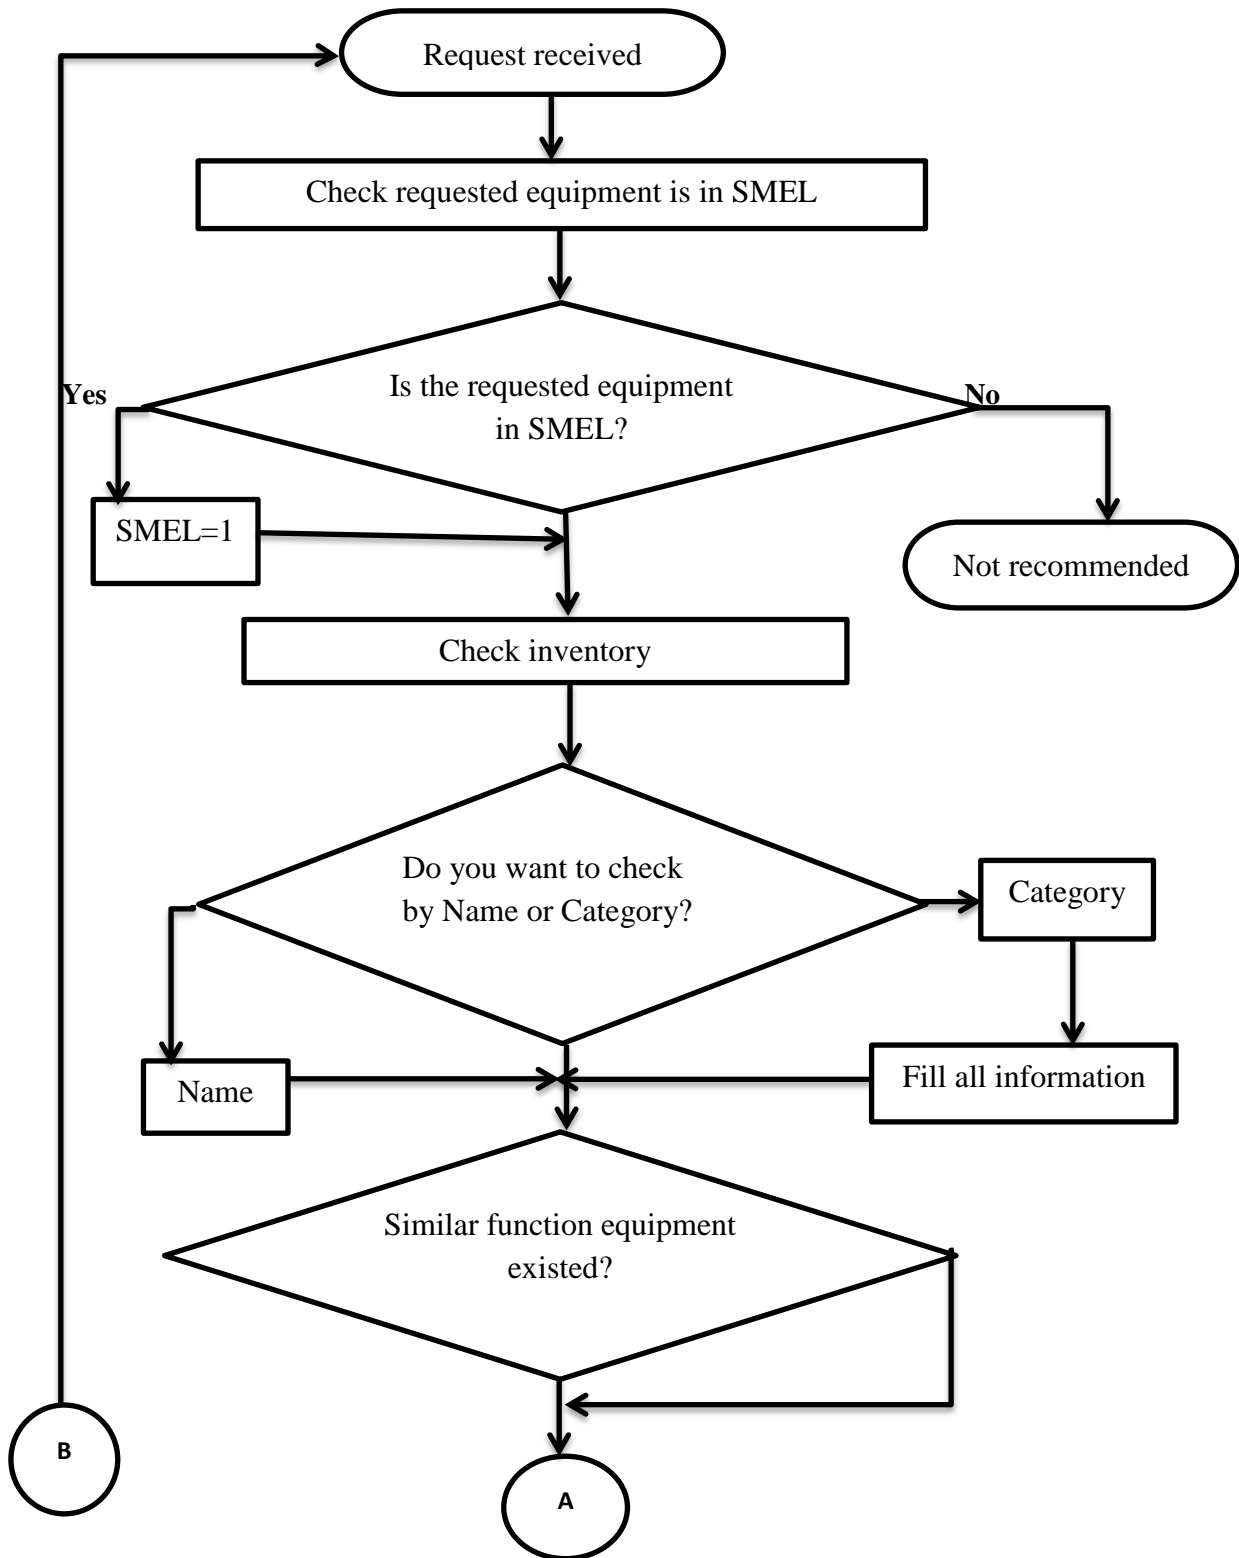 Request received
Check requested equipment is in SMEL
Is the requested equipment
in SMEL?
Yes
No
SMEL=1
Not recommended
Check inventory
Do you want to check
by Name or Category?
Category
Name
Fill all information
Similar function equipment
existed?
B
A